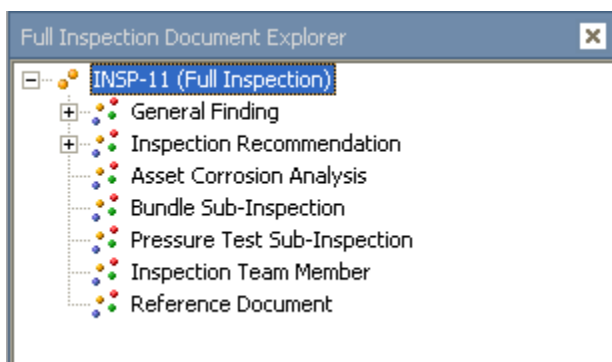 Full Inspection Document Explorer
INSP-11 (Full Inspection)
General Finding
Inspection Recommendation
Asset Corrosion Analysis
Bundle Sub-Inspection
Pressure Test Sub-Inspection
Inspection Team Member
Reference Document